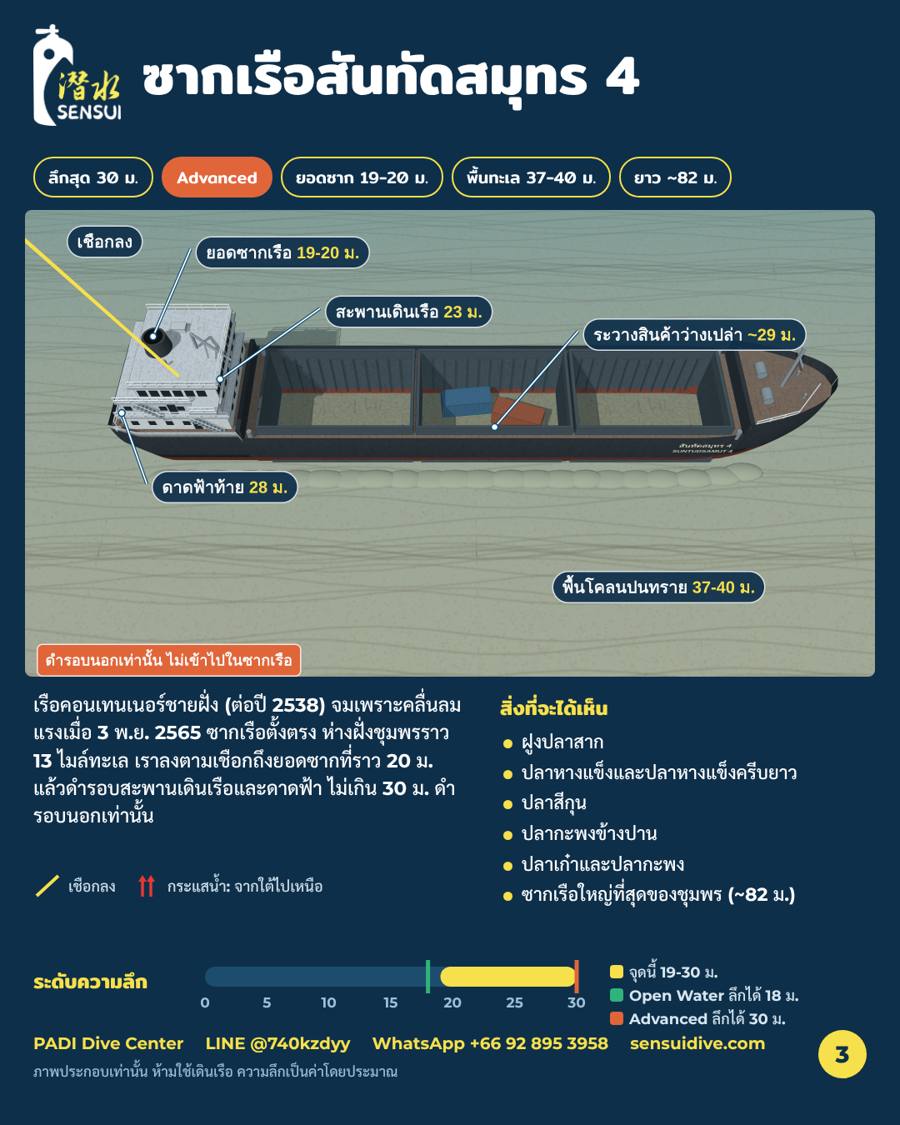 潜水
SENSUI
ซากเรือสันทัดสมุทร 4
ลึกสุด 30 ม.
Advanced
ยอดซาก 19-20 ม.
พื้นทะเล 37-40 ม.
ยาว ~82 ม.
เชือกลง
ยอดซากเรือ 19-20 ม.
สะพานเดินเรือ 23 ม.
ระวางสินค้าว่างเปล่า ~29 ม.
สันทัดสมุทร 4
SUNTUDSAMUT 4
ดาดฟ้าท้าย 28 ม.
พื้นโคลนปนทราย 37-40 ม.
ดำรอบนอกเท่านั้น ไม่เข้าไปในซากเรือ
เรือคอนเทนเนอร์ชายฝั่ง (ต่อปี 2538) จมเพราะคลื่นลม
แรงเมื่อ 3 พ.ย. 2565 ซากเรือตั้งตรง ห่างฝั่งชุมพรราว
13 ไมล์ทะเล เราลงตามเชือกถึงยอดซากที่ราว 20 ม.
แล้วดำรอบสะพานเดินเรือและดาดฟ้า ไม่เกิน 30 ม. ดำ
รอบนอกเท่านั้น
เชือกลง
กระแสน้ำ: จากใต้ไปเหนือ
สิ่งที่จะได้เห็น
ฝูงปลาสาก
ปลาหางแข็งและปลาหางแข็งครีบยาว
ปลาสีกุน
ปลากะพงข้างปาน
ปลาเก๋าและปลากะพง
ซากเรือใหญ่ที่สุดของชุมพร (~82 ม.)
ระดับความลึก
0 5 10 15 20 25 30
จุดนี้ 19-30 ม.
Open Water ลึกได้ 18 ม.
Advanced ลึกได้ 30 ม.
PADI Dive Center LINE @740kzdyy WhatsApp +66 92 895 3958 sensuidive.com
ภาพประกอบเท่านั้น ห้ามใช้เดินเรือ ความลึกเป็นค่าโดยประมาณ
3